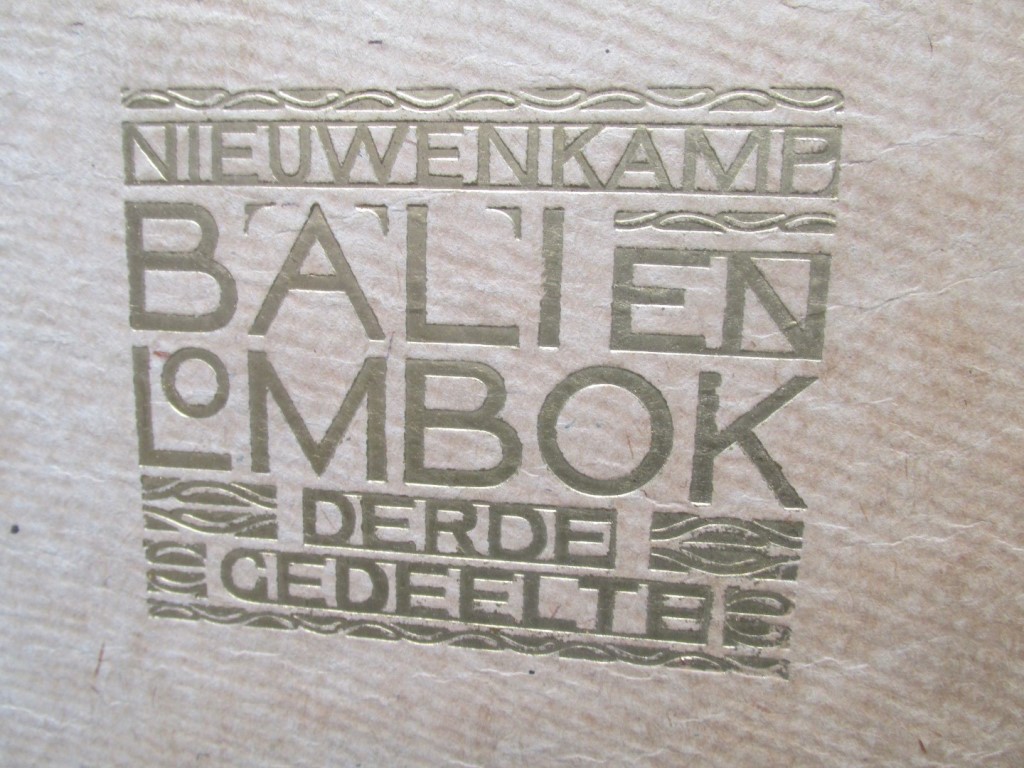 NIEUWENKAMP
BALI EN
LOMBOK
DERDE
GEDEELTE